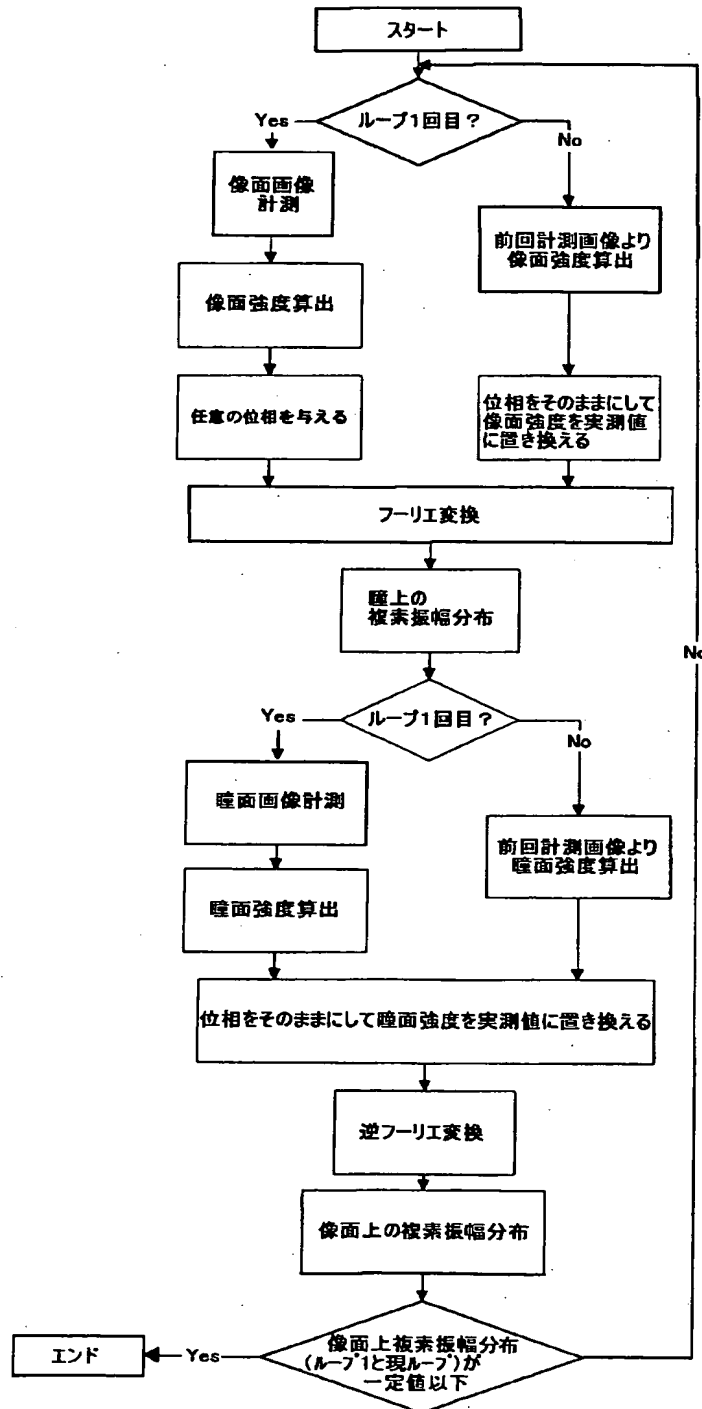 スタート
ループ1回目?
Yes
No
像面画像
計測
前回計測画像より
像面強度算出
像面強度算出
任意の位相を与える
位相をそのままにして
像面強度を実測値
に置き換える
フーリエ変換
瞳上の
複素振幅分布
No
ループ1回目?
Yes
No
瞳面画像計測
前回計測画像より
瞳面強度算出
瞳面強度算出
位相をそのままにして瞳面強度を実測値に置き換える
逆フーリエ変換
像面上の複素振幅分布
像面上複素振幅分布
(ループ1と現ループ)が
一定値以下
Yes
エンド